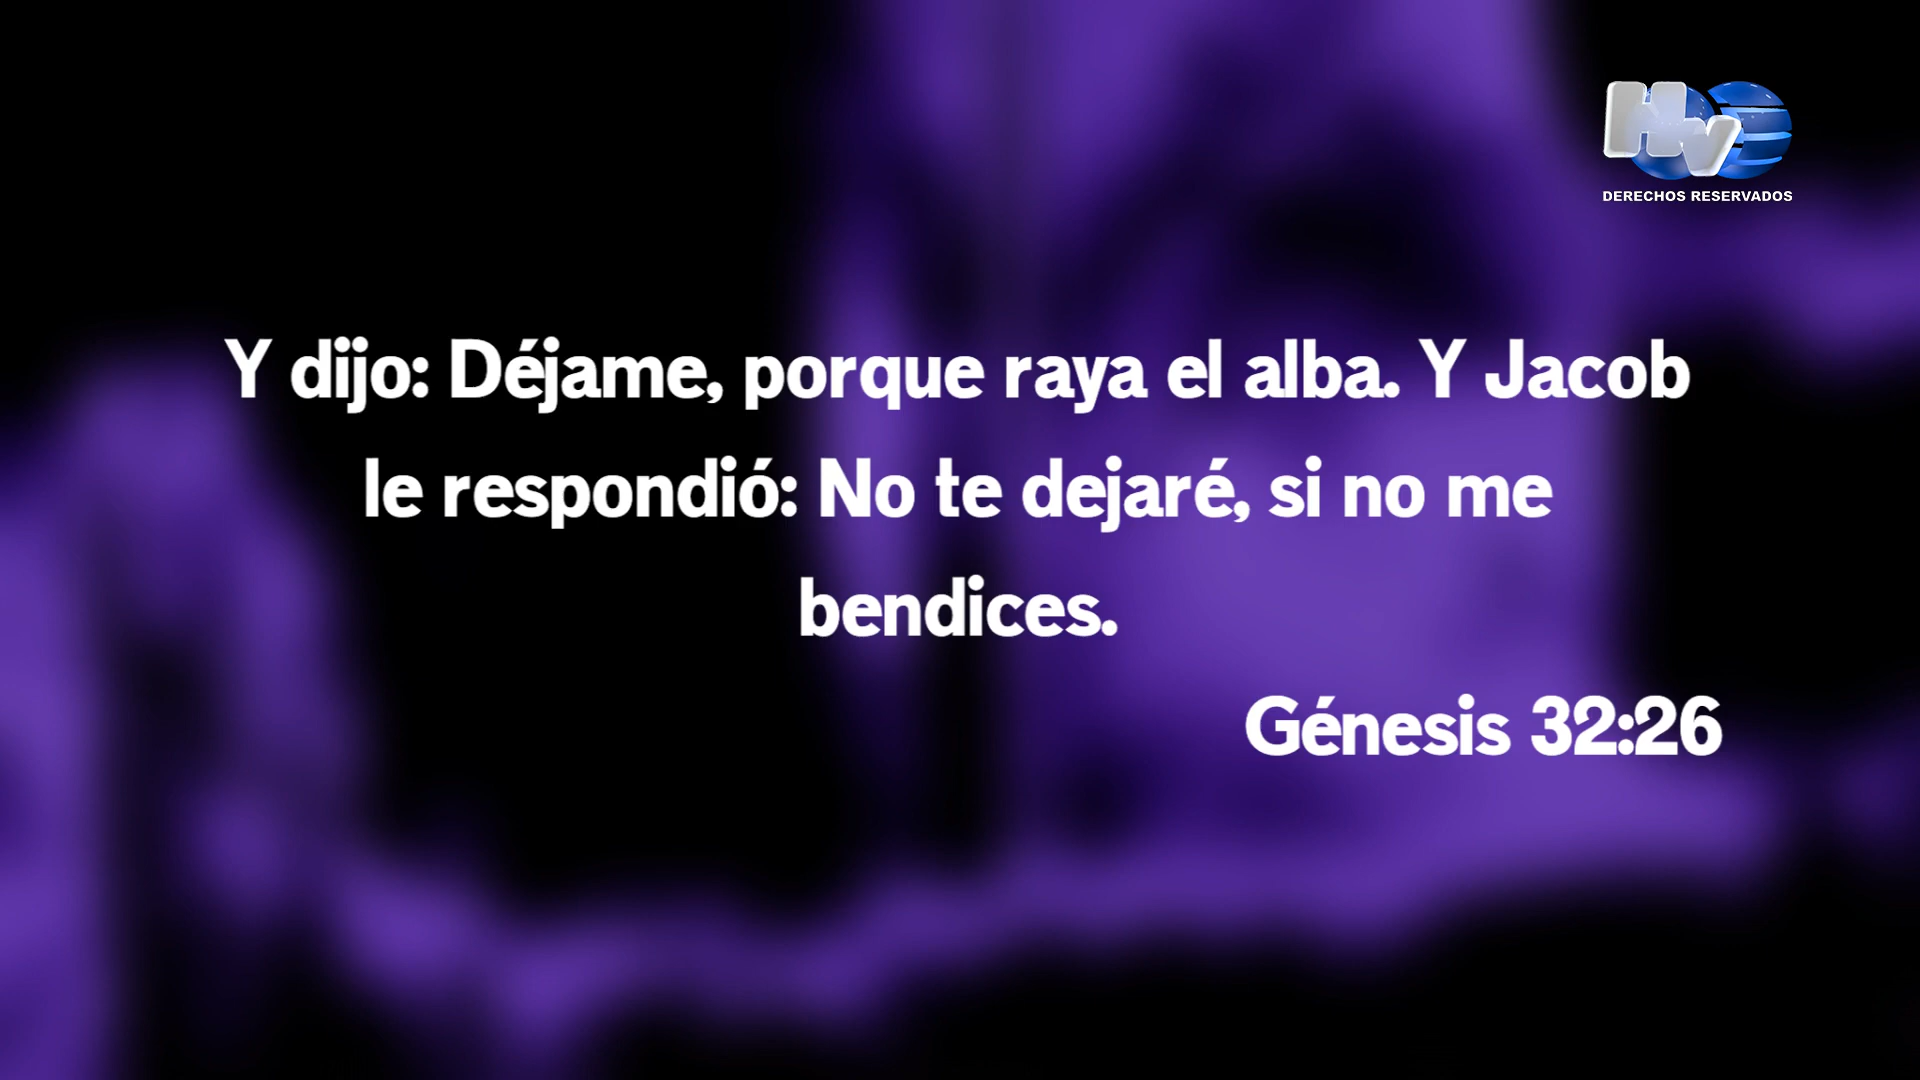 HV
DERECHOS RESERVADOS
Y dijo: Déjame, porque raya el alba. Y Jacob
le respondió: No te dejaré, si no me
bendices.
Génesis 32:26